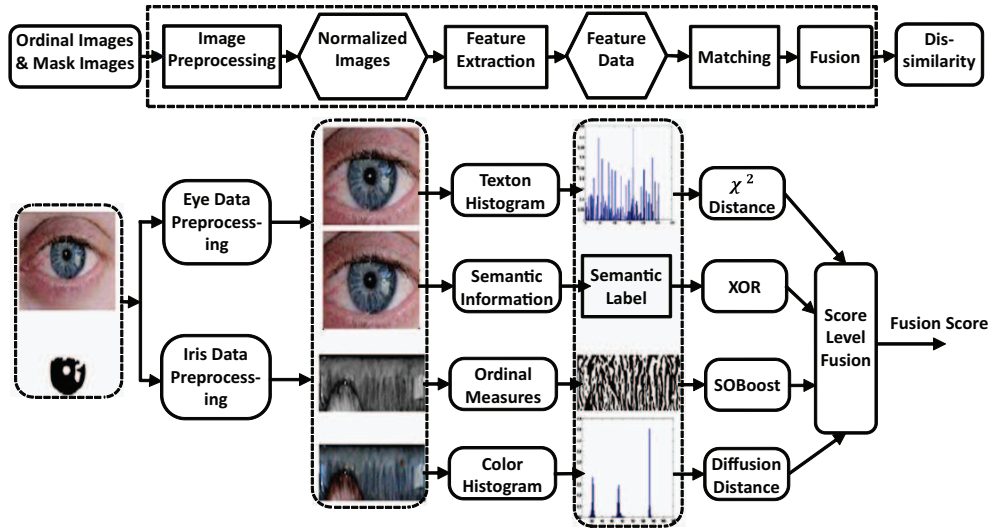 Ordinal Images
& Mask Images
Image
Preprocessing
Normalized
Images
Feature
Extraction
Feature
Data
Matching
Fusion
Dis-
similarity
Eye Data
Preprocess-
ing
Iris Data
Preprocess-
ing
Texton
Histogram
Semantic
Information
Ordinal
Measures
Color
Histogram
Semantic
Label
χ²
Distance
XOR
SOBoost
Diffusion
Distance
Score
Level
Fusion
Fusion Score